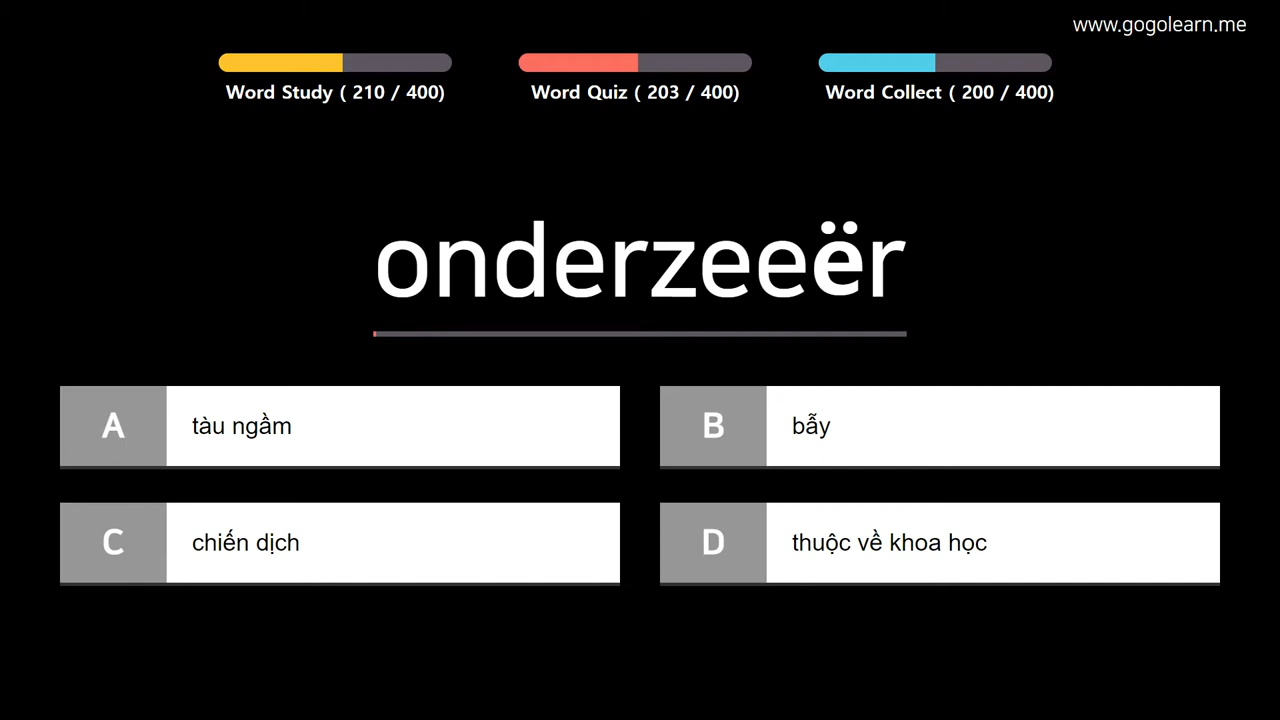 www.gogolearn.me
Word Study ( 210 / 400)
Word Quiz ( 203 / 400)
Word Collect ( 200 / 400)
onderzeeër
A tàu ngầm
B bẫy
C chiến dịch
D thuộc về khoa học